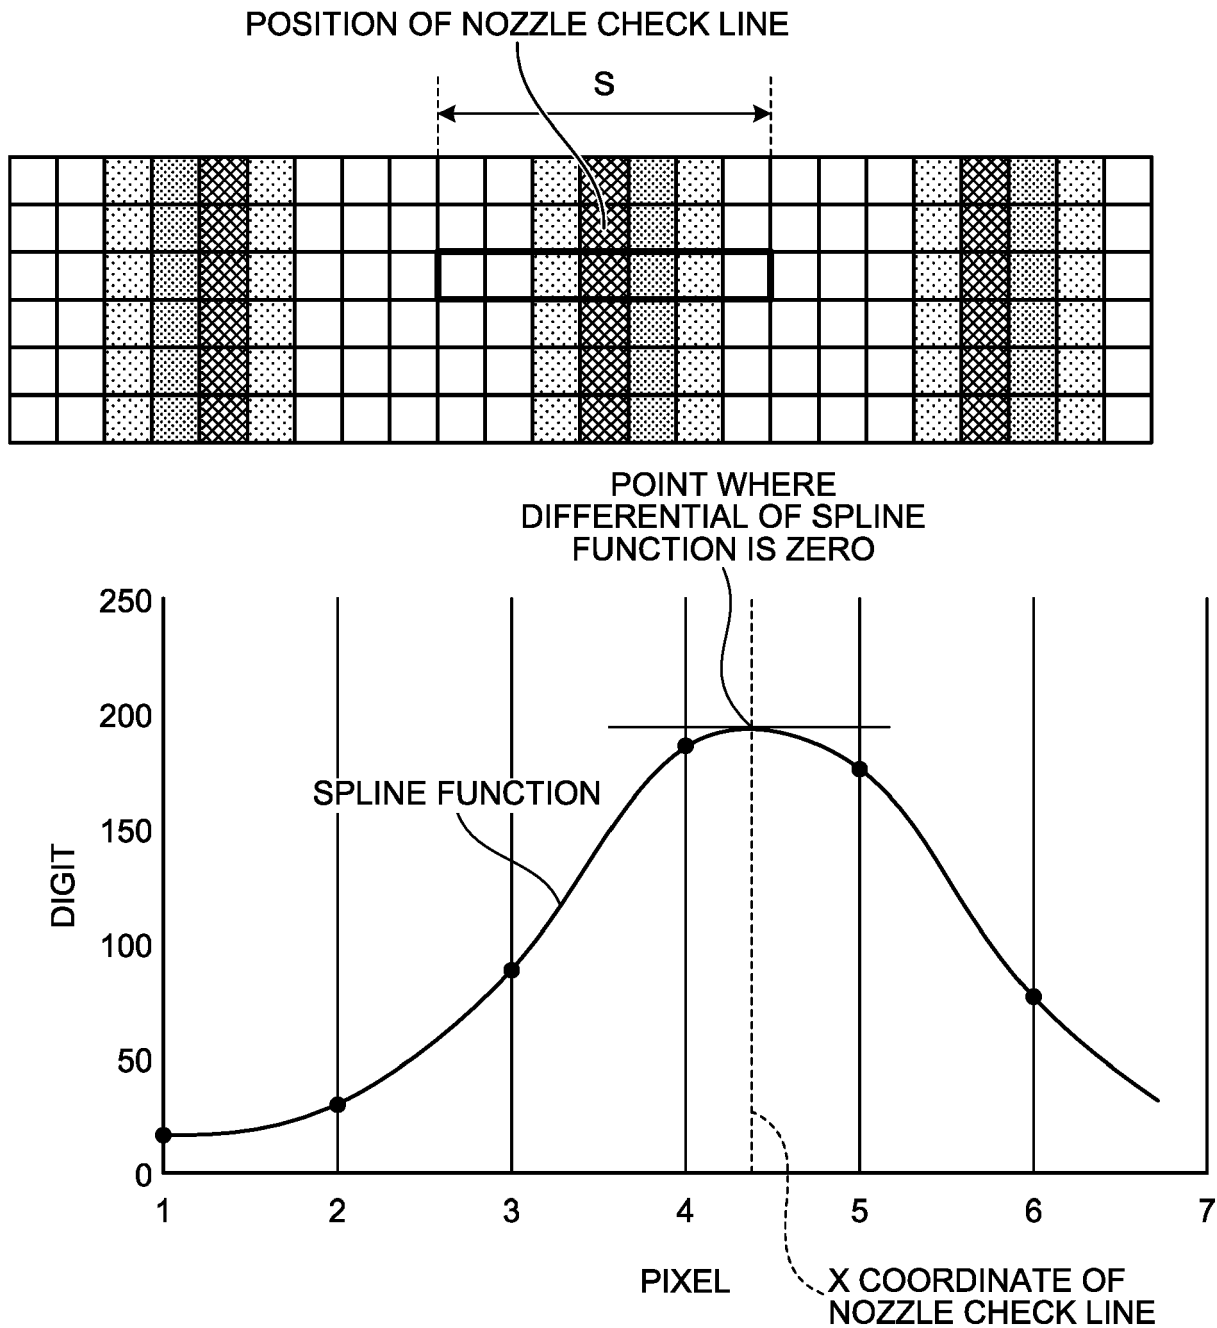 POSITION OF NOZZLE CHECK LINE
S
POINT WHERE
DIFFERENTIAL OF SPLINE
FUNCTION IS ZERO
250
200
150
100
50
0
DIGIT
SPLINE FUNCTION
1 2 3 4 5 6 7
PIXEL
X COORDINATE OF
NOZZLE CHECK LINE